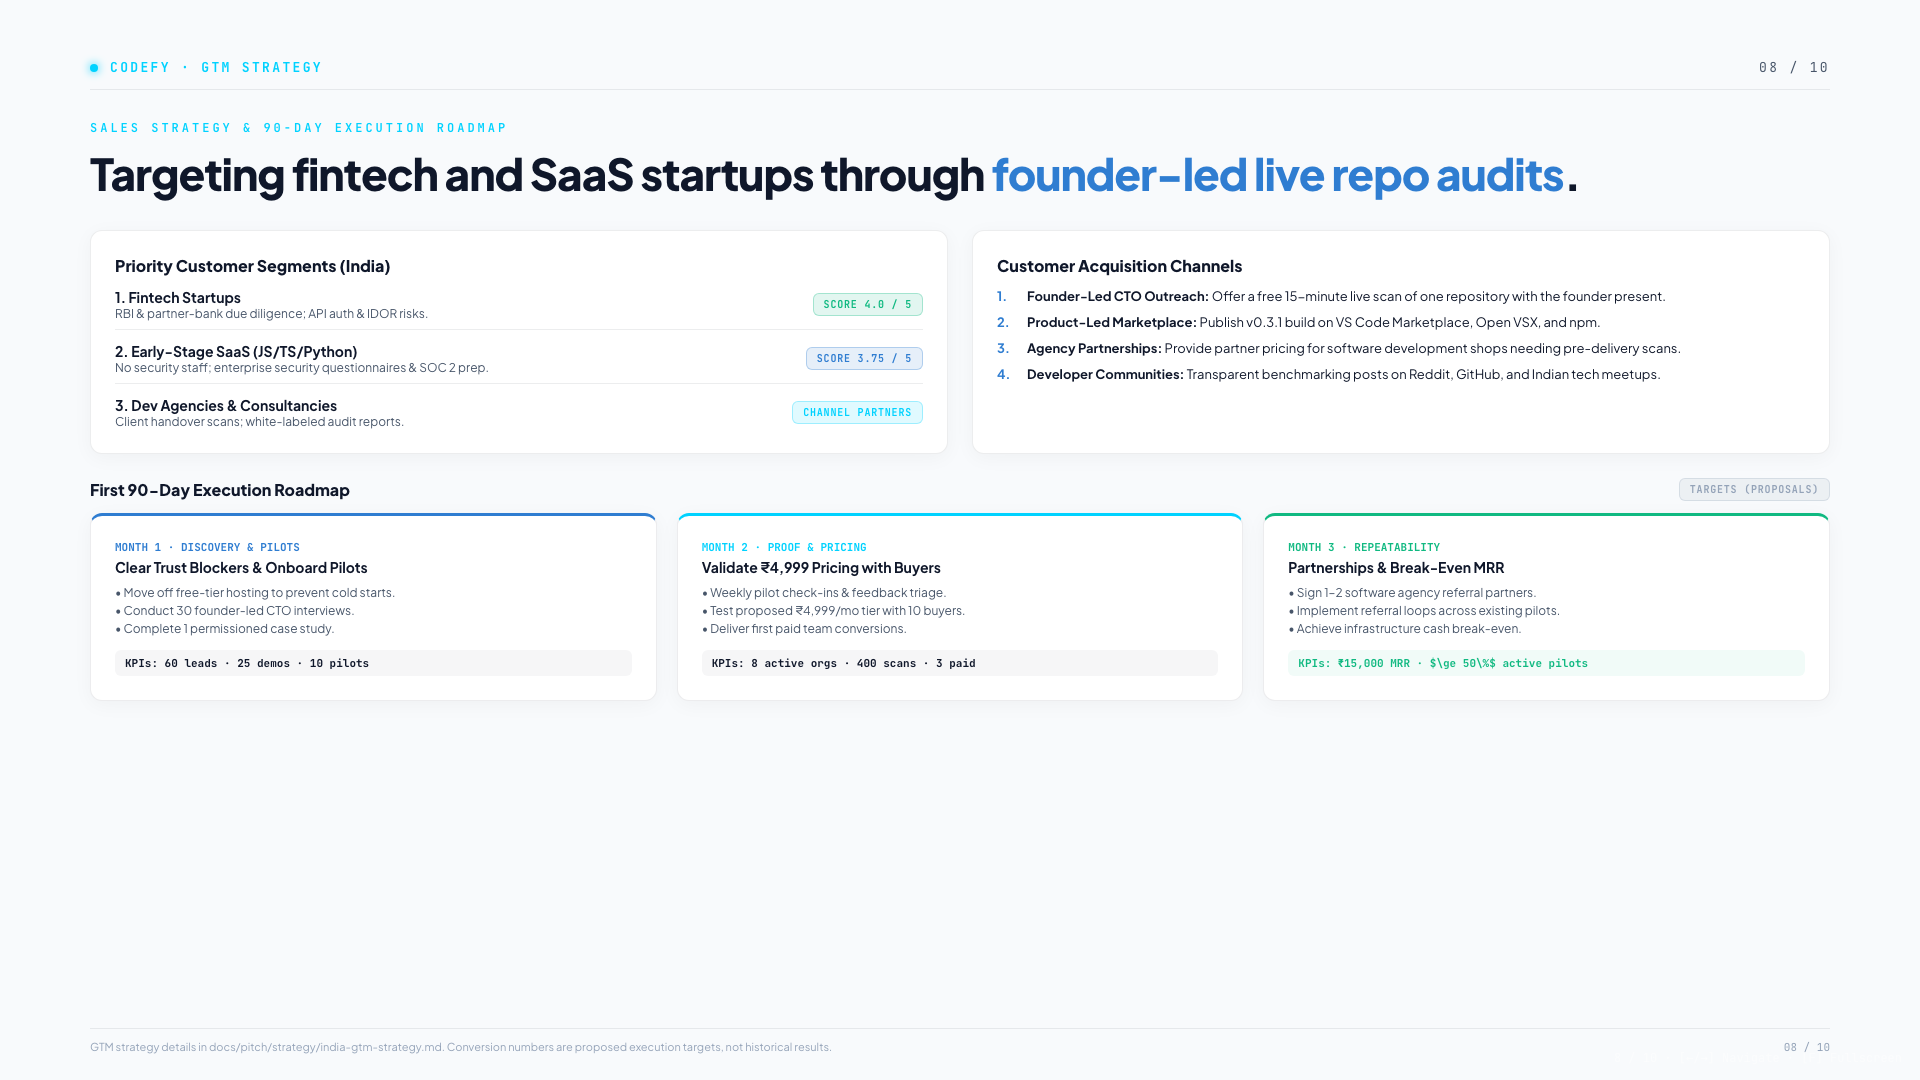 CODEFY · GTM STRATEGY
08 / 10
SALES STRATEGY & 90-DAY EXECUTION ROADMAP
Targeting fintech and SaaS startups through founder-led live repo audits.
Priority Customer Segments (India)
1. Fintech Startups
RBI & partner-bank due diligence; API auth & IDOR risks.
SCORE 4.0 / 5
2. Early-Stage SaaS (JS/TS/Python)
No security staff; enterprise security questionnaires & SOC 2 prep.
SCORE 3.75 / 5
3. Dev Agencies & Consultancies
Client handover scans; white-labeled audit reports.
CHANNEL PARTNERS
Customer Acquisition Channels
1. Founder-Led CTO Outreach: Offer a free 15-minute live scan of one repository with the founder present.
2. Product-Led Marketplace: Publish v0.3.1 build on VS Code Marketplace, Open VSX, and npm.
3. Agency Partnerships: Provide partner pricing for software development shops needing pre-delivery scans.
4. Developer Communities: Transparent benchmarking posts on Reddit, GitHub, and Indian tech meetups.
First 90-Day Execution Roadmap
TARGETS (PROPOSALS)
MONTH 1 · DISCOVERY & PILOTS
Clear Trust Blockers & Onboard Pilots
• Move off free-tier hosting to prevent cold starts.
• Conduct 30 founder-led CTO interviews.
• Complete 1 permissioned case study.
KPIs: 60 leads · 25 demos · 10 pilots
MONTH 2 · PROOF & PRICING
Validate ₹4,999 Pricing with Buyers
• Weekly pilot check-ins & feedback triage.
• Test proposed ₹4,999/mo tier with 10 buyers.
• Deliver first paid team conversions.
KPIs: 8 active orgs · 400 scans · 3 paid
MONTH 3 · REPEATABILITY
Partnerships & Break-Even MRR
• Sign 1-2 software agency referral partners.
• Implement referral loops across existing pilots.
• Achieve infrastructure cash break-even.
KPIs: ₹15,000 MRR · $\ge 50\%$ active pilots
GTM strategy details in docs/pitch/strategy/india-gtm-strategy.md. Conversion numbers are proposed execution targets, not historical results.
08 / 10